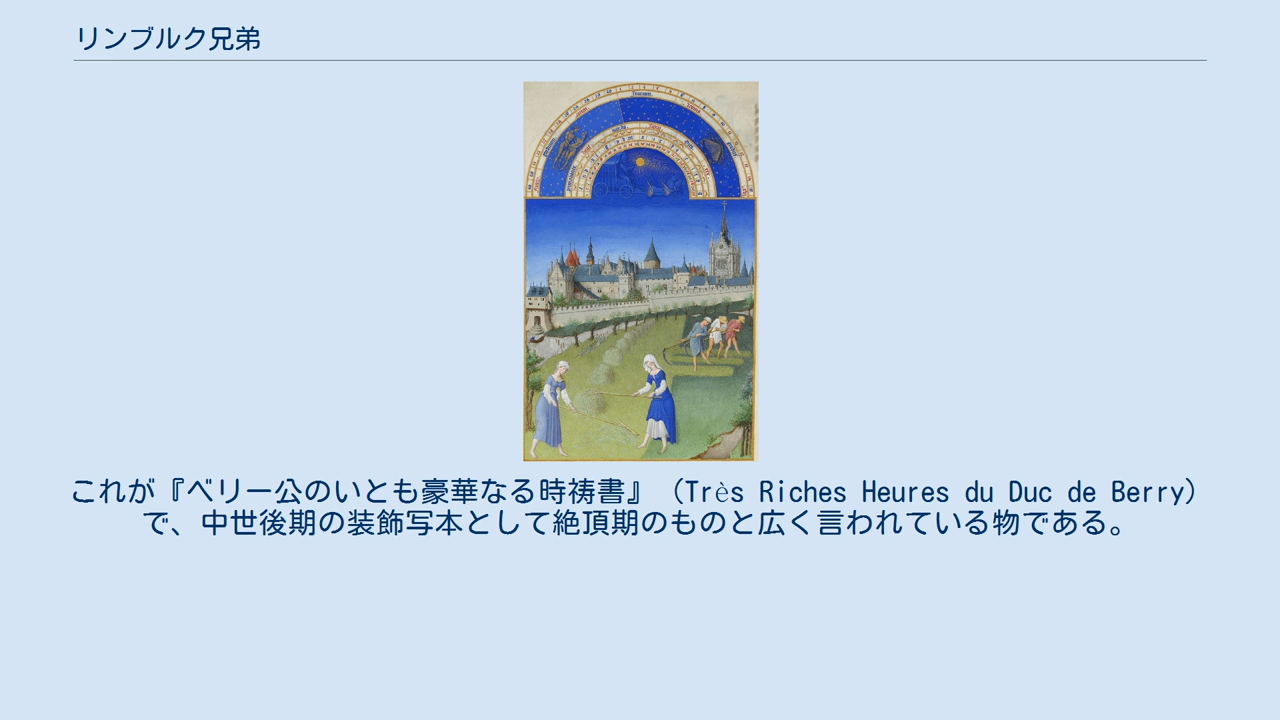 リンブルク兄弟
これが『ベリー公のいとも豪華なる時祷書』（Très Riches Heures du Duc de Berry）
で、中世後期の装飾写本として絶頂期のものと広く言われている物である。